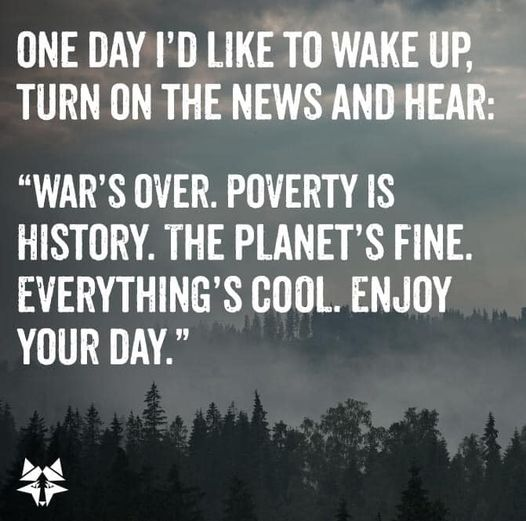 ONE DAY I'D LIKE TO WAKE UP,
TURN ON THE NEWS AND HEAR:
“WAR'S OVER. POVERTY IS
HISTORY. THE PLANET'S FINE.
EVERYTHING'S COOL. ENJOY
YOUR DAY.”